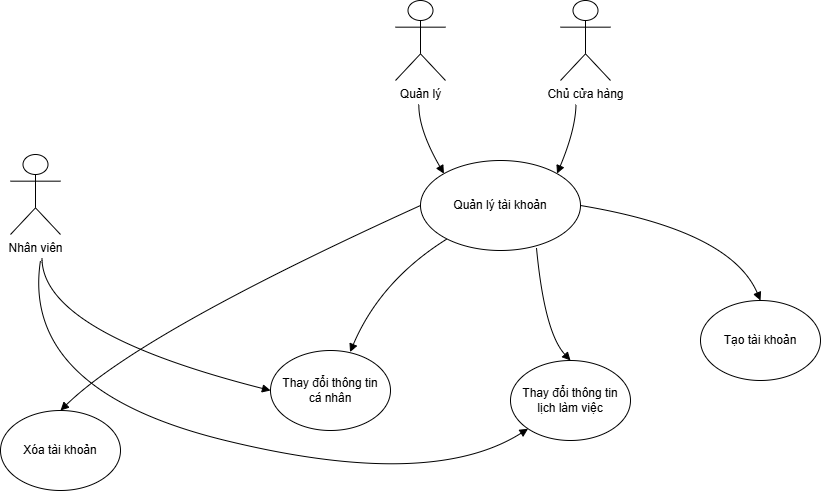 Quản lý
Chủ cửa hàng
Quản lý tài khoản
Nhân viên
Tạo tài khoản
Thay đổi thông tin
cá nhân
Thay đổi thông tin
lịch làm việc
Xóa tài khoản